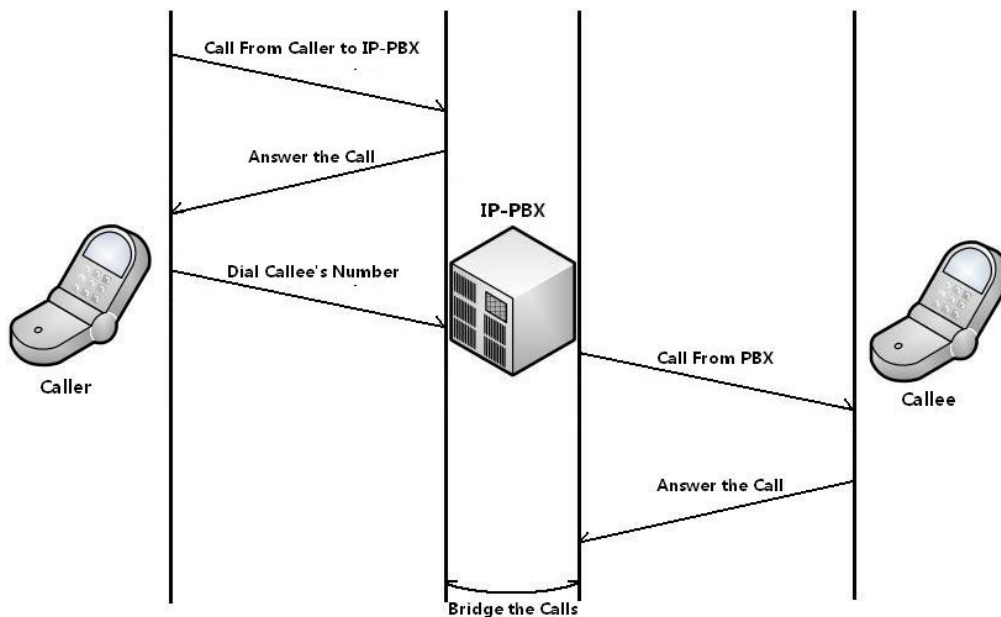 Call From Caller to IP-PBX
Answer the Call
IP-PBX
Dial Callee's Number
Call From PBX
Caller
Callee
Answer the Call
Bridge the Calls